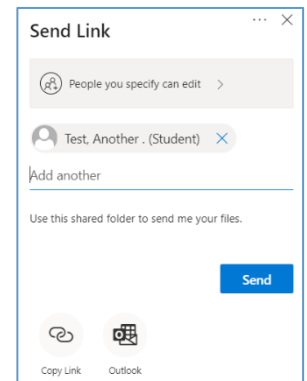 Send Link
People you specify can edit
Test, Another . (Student)
Add another
Use this shared folder to send me your files.
Send
Copy Link
Outlook